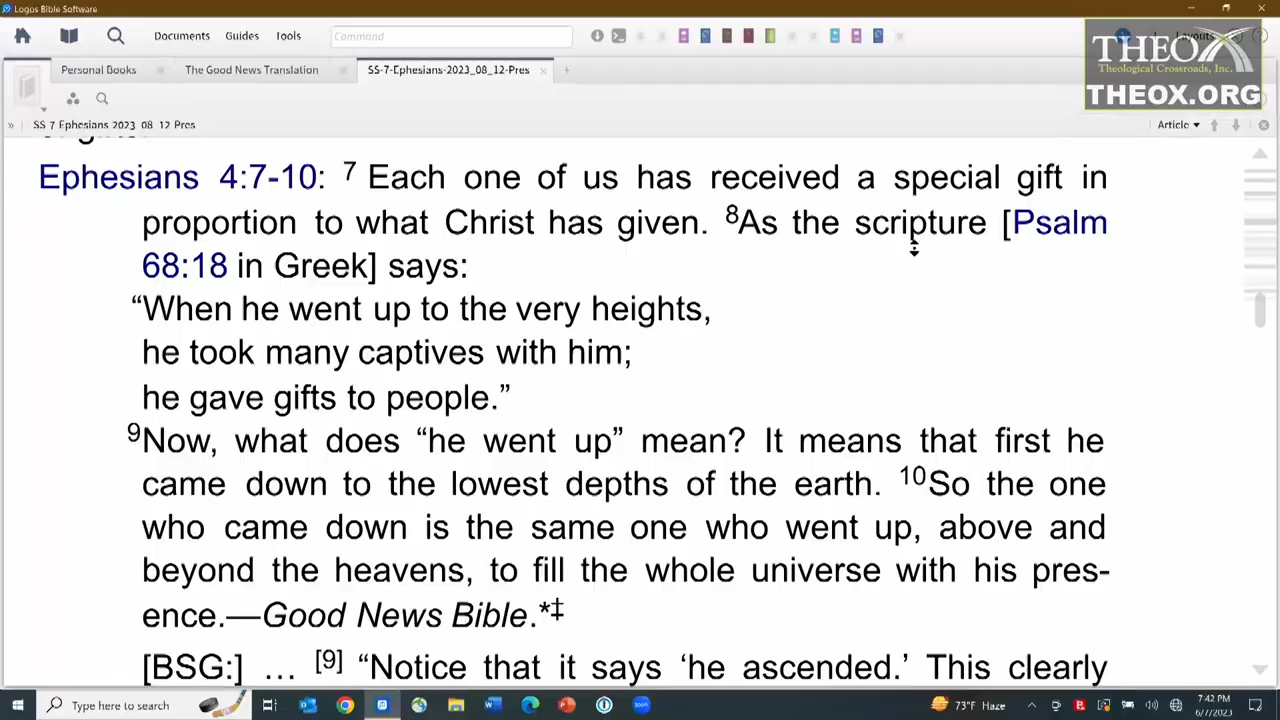 Logos Bible Software
Documents Guides Tools Command Layouts
THEOX
Theological Crossroads, Inc.
THEOX.ORG
Personal Books The Good News Translation SS-7-Ephesians-2023_08_12-Pres
SS 7 Ephesians 2023 08 12 Pres Article
Ephesians 4:7-10: 7 Each one of us has received a special gift in
proportion to what Christ has given. 8As the scripture [Psalm
68:18 in Greek] says:
“When he went up to the very heights,
he took many captives with him;
he gave gifts to people.”
9Now, what does “he went up” mean? It means that first he
came down to the lowest depths of the earth. 10So the one
who came down is the same one who went up, above and
beyond the heavens, to fill the whole universe with his pres-
ence.—Good News Bible.*‡
[BSG:] … [9] “Notice that it says ‘he ascended.’ This clearly
Type here to search 73°F Haze 7:42 PM
6/7/2023